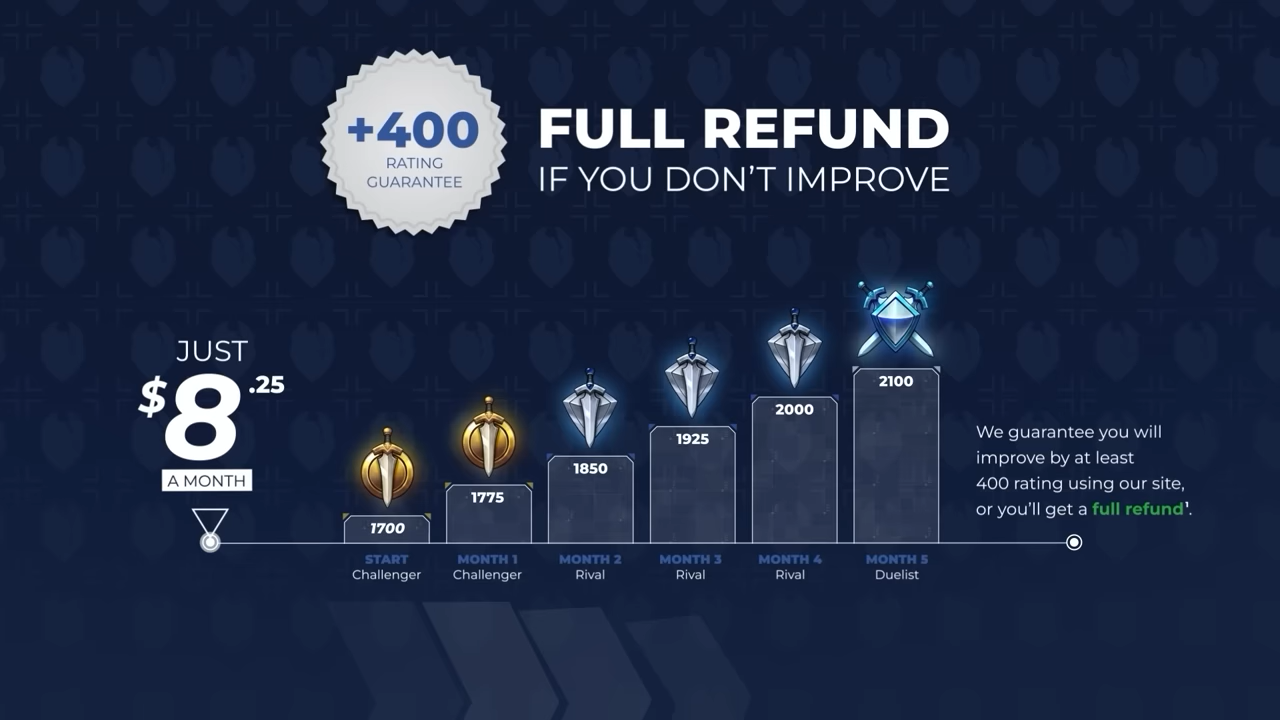 +400
RATING
GUARANTEE
FULL REFUND
IF YOU DON'T IMPROVE
JUST
$8.25
A MONTH
1700
1775
1850
1925
2000
2100
START
Challenger
MONTH 1
Challenger
MONTH 2
Rival
MONTH 3
Rival
MONTH 4
Rival
MONTH 5
Duelist
We guarantee you will
improve by at least
400 rating using our site,
or you'll get a full refund¹.